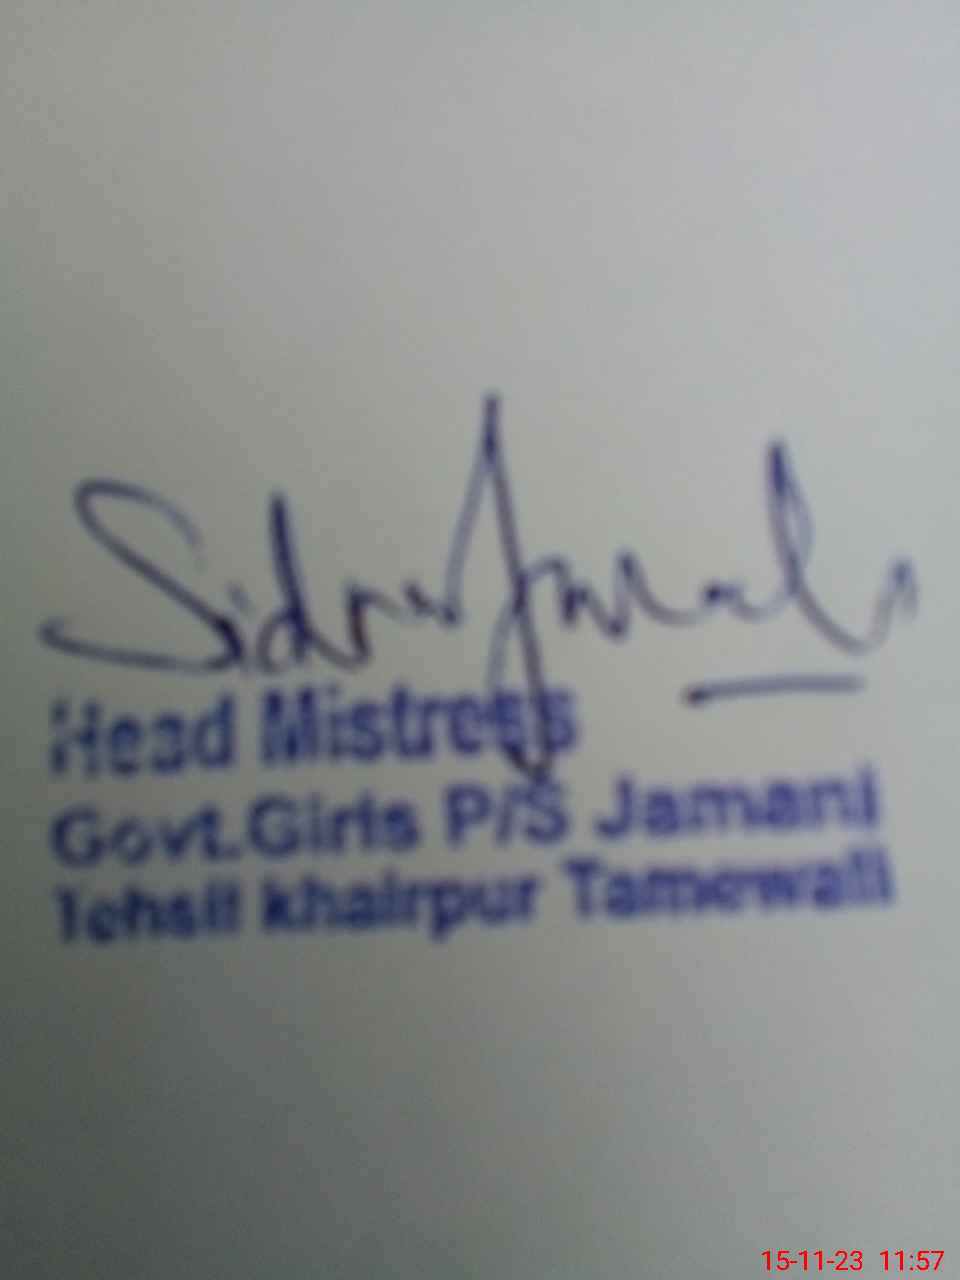 Head Mistress
Govt.Girls P/S Jamani
Tehsil khairpur Tamewali
15-11-23 11:57